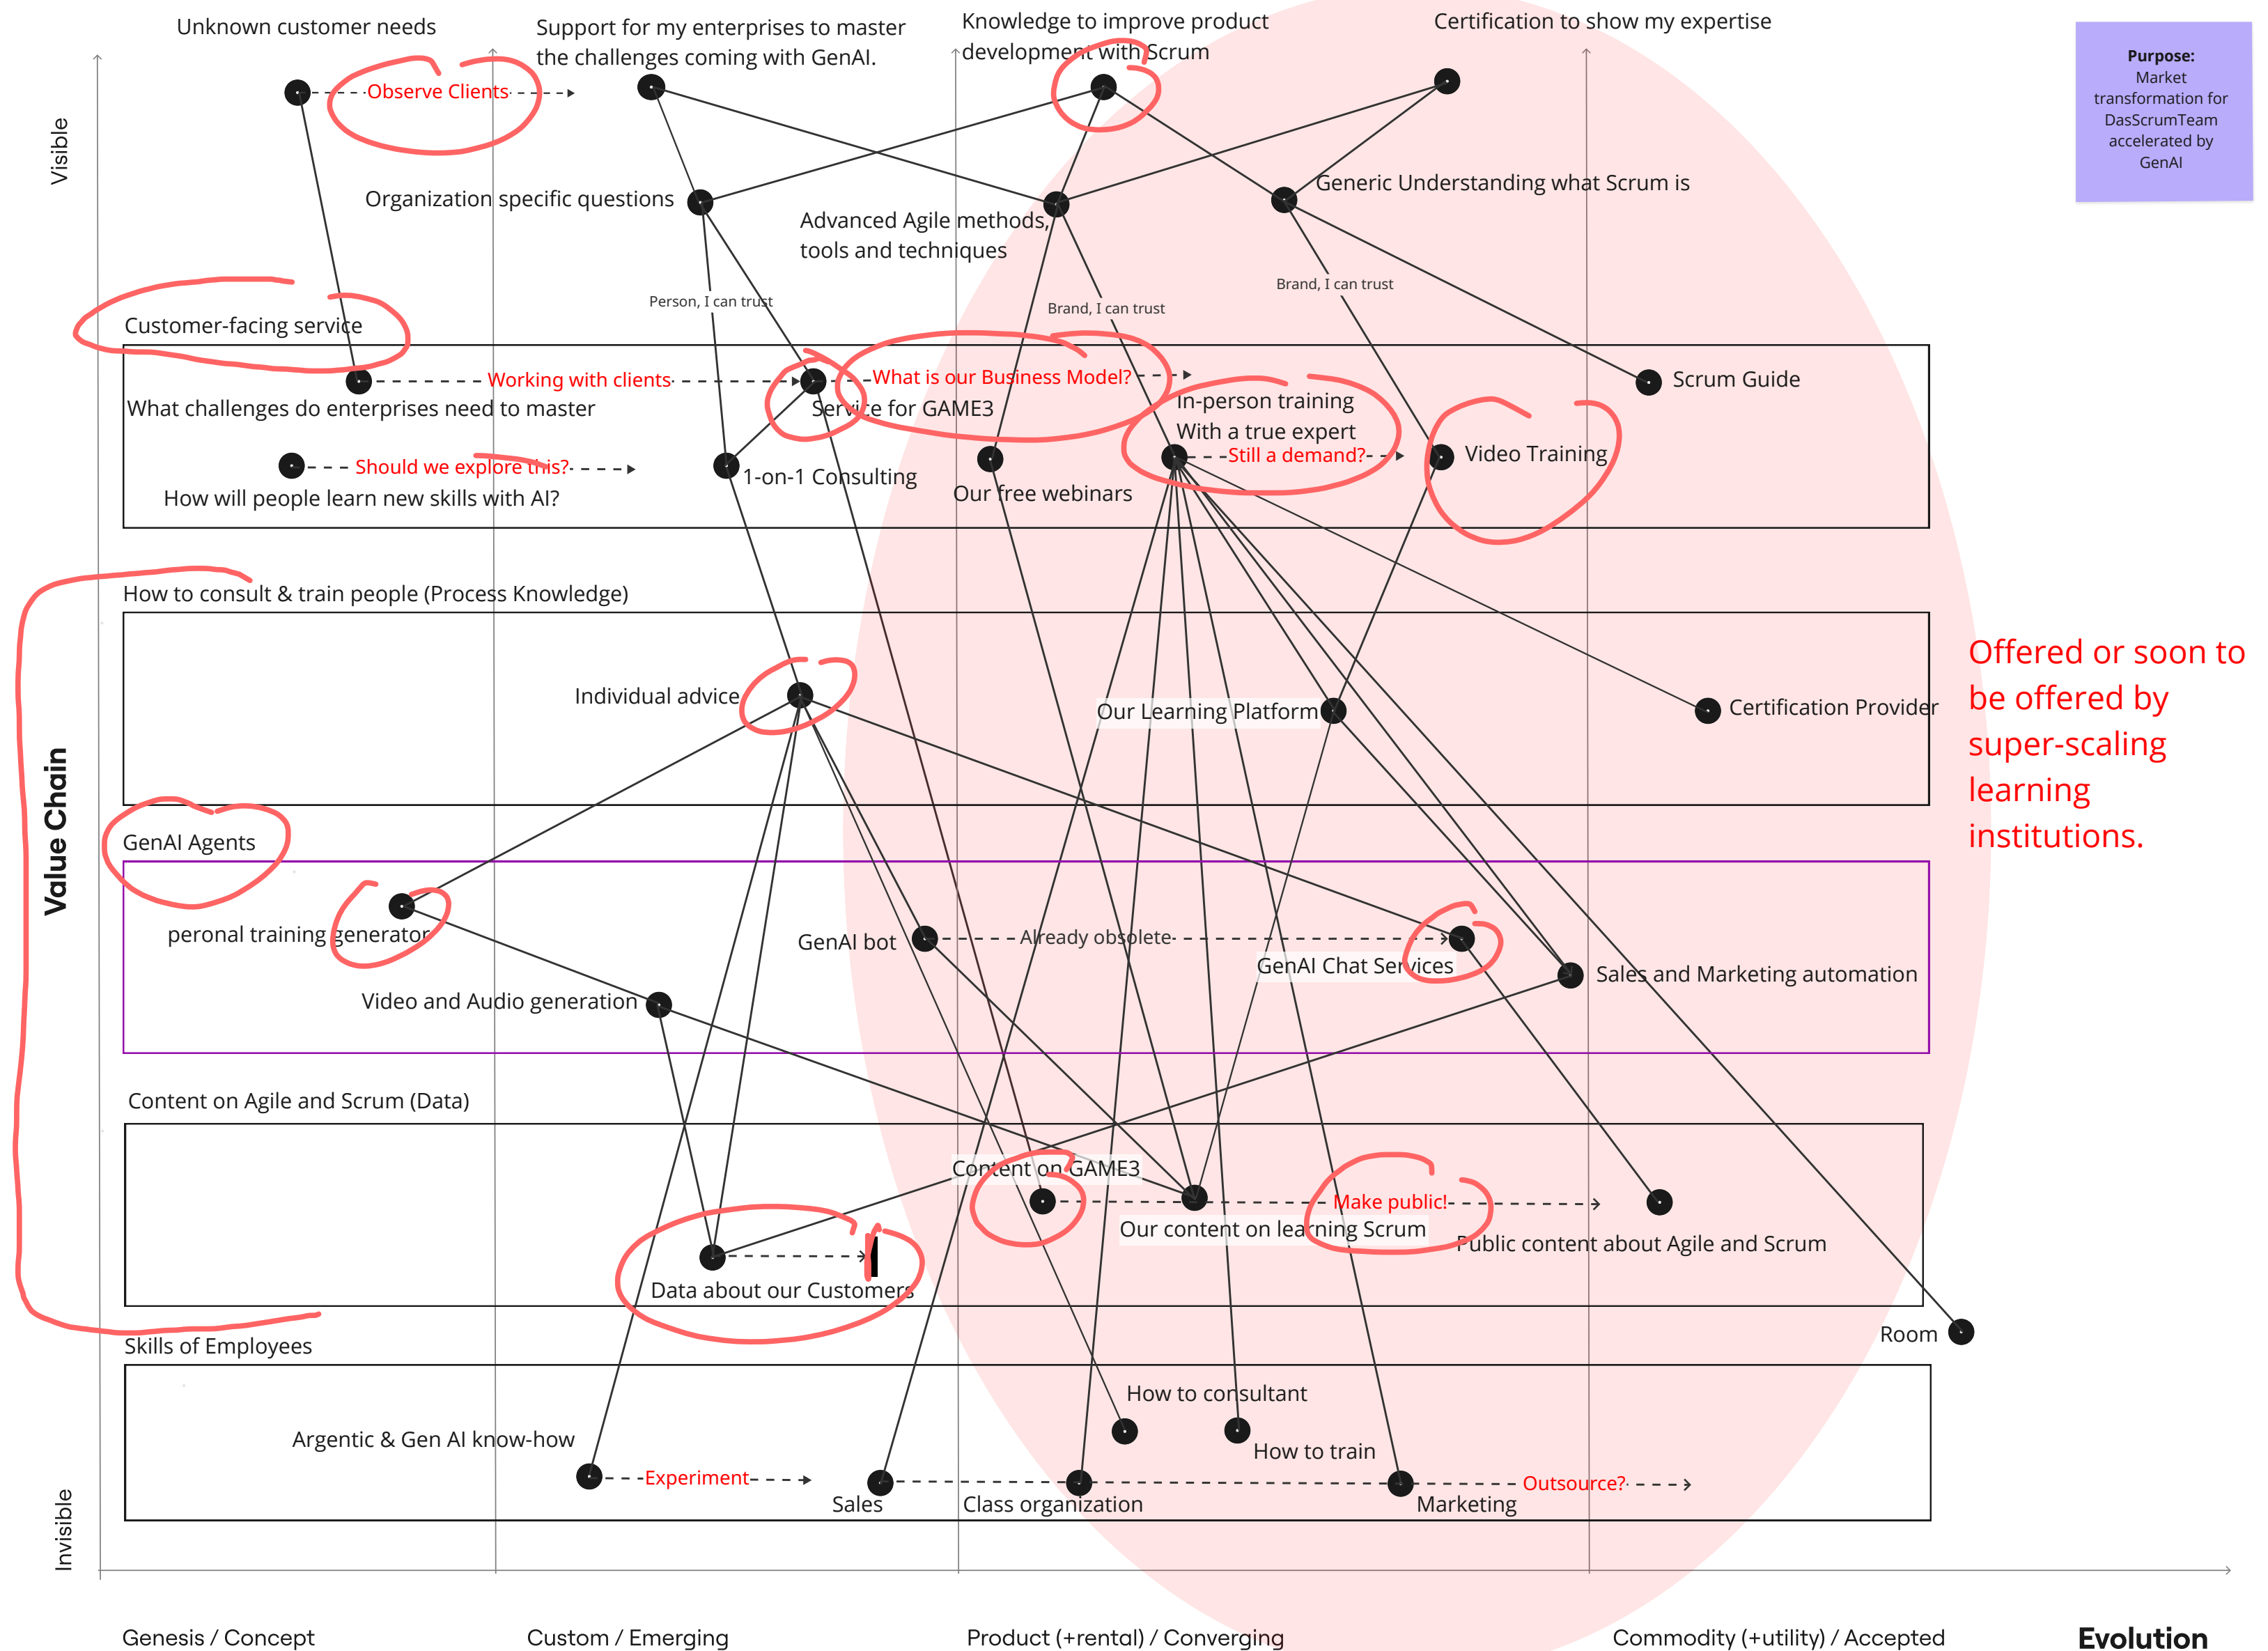 Unknown customer needs
Support for my enterprises to master
the challenges coming with GenAI.
Knowledge to improve product
development with Scrum
Certification to show my expertise
Purpose:
Market
transformation for
DasScrumTeam
accelerated by
GenAI
Observe Clients
Visible
Organization specific questions
Advanced Agile methods,
tools and techniques
Generic Understanding what Scrum is
Person, I can trust
Brand, I can trust
Brand, I can trust
Customer-facing service
Working with clients
What is our Business Model?
What challenges do enterprises need to master
Service for GAME3
In-person training
With a true expert
Still a demand?
Scrum Guide
Should we explore this?
How will people learn new skills with AI?
1-on-1 Consulting
Our free webinars
Video Training
How to consult & train people (Process Knowledge)
Individual advice
Our Learning Platform
Certification Provider
Offered or soon to
be offered by
super-scaling
learning
institutions.
Value Chain
GenAI Agents
peronal training generator
GenAI bot
Already obsolete
GenAI Chat Services
Sales and Marketing automation
Video and Audio generation
Content on Agile and Scrum (Data)
Content on GAME3
Make public!
Our content on learning Scrum
Public content about Agile and Scrum
Data about our Customers
Room
Skills of Employees
How to consultant
Argentic & Gen AI know-how
How to train
Experiment
Sales
Class organization
Marketing
Outsource?
Invisible
Genesis / Concept
Custom / Emerging
Product (+rental) / Converging
Commodity (+utility) / Accepted
Evolution